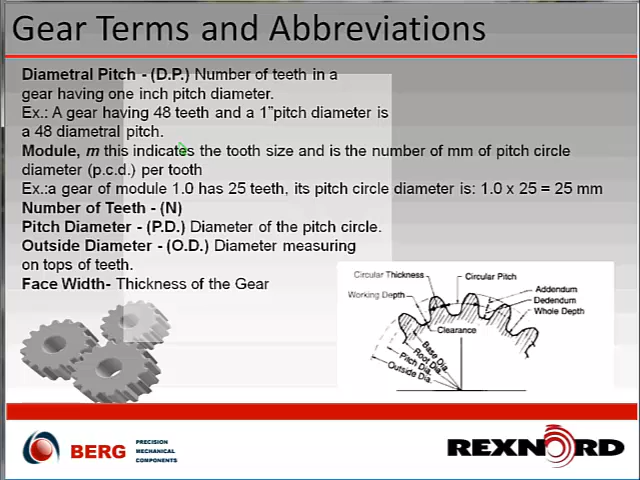 Gear Terms and Abbreviations
Diametral Pitch - (D.P.) Number of teeth in a
gear having one inch pitch diameter.
Ex.: A gear having 48 teeth and a 1”pitch diameter is
a 48 diametral pitch.
Module, m this indicates the tooth size and is the number of mm of pitch circle
diameter (p.c.d.) per tooth
Ex.:a gear of module 1.0 has 25 teeth, its pitch circle diameter is: 1.0 x 25 = 25 mm
Number of Teeth - (N)
Pitch Diameter - (P.D.) Diameter of the pitch circle.
Outside Diameter - (O.D.) Diameter measuring
on tops of teeth.
Face Width- Thickness of the Gear
Circular Thickness
Circular Pitch
Working Depth
Addendum
Dedendum
Whole Depth
Clearance
Base Dia.
Root Dia.
Pitch Dia.
Outside Dia.
BERG
PRECISION
MECHANICAL
COMPONENTS
REXNORD